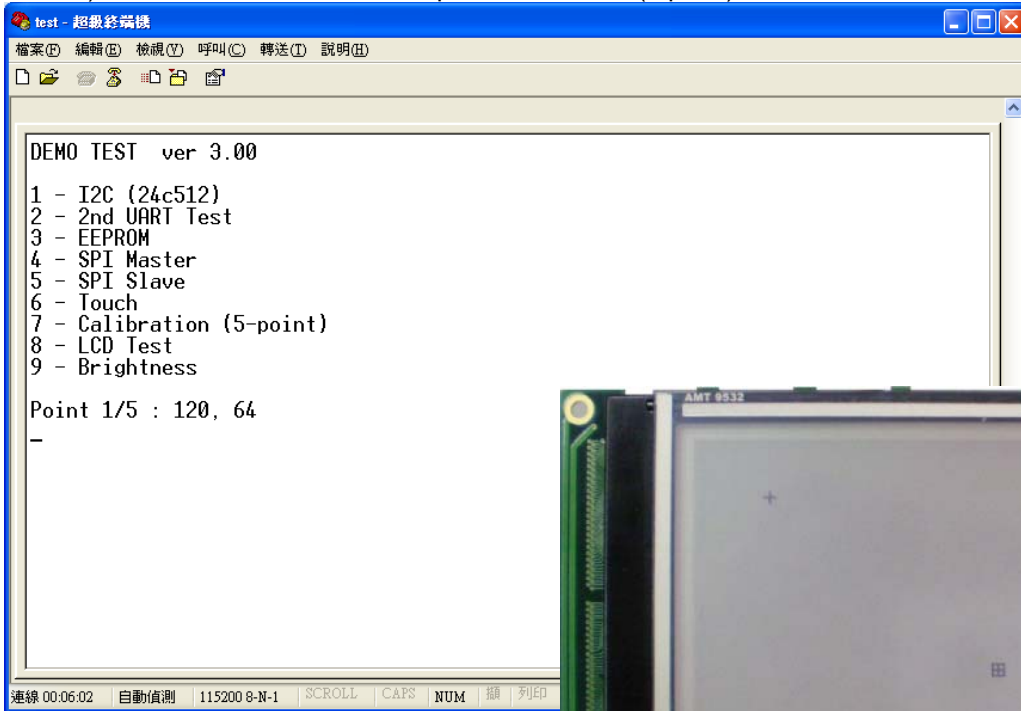 test - 超級終端機
檔案(F) 編輯(E) 檢視(V) 呼叫(C) 轉送(T) 說明(H)
DEMO TEST ver 3.00
1 - I2C (24c512)
2 - 2nd UART Test
3 - EEPROM
4 - SPI Master
5 - SPI Slave
6 - Touch
7 - Calibration (5-point)
8 - LCD Test
9 - Brightness
Point 1/5 : 120, 64
AMT 9532
連線 00:06:02 自動偵測 115200 8-N-1 SCROLL CAPS NUM 擷 列印